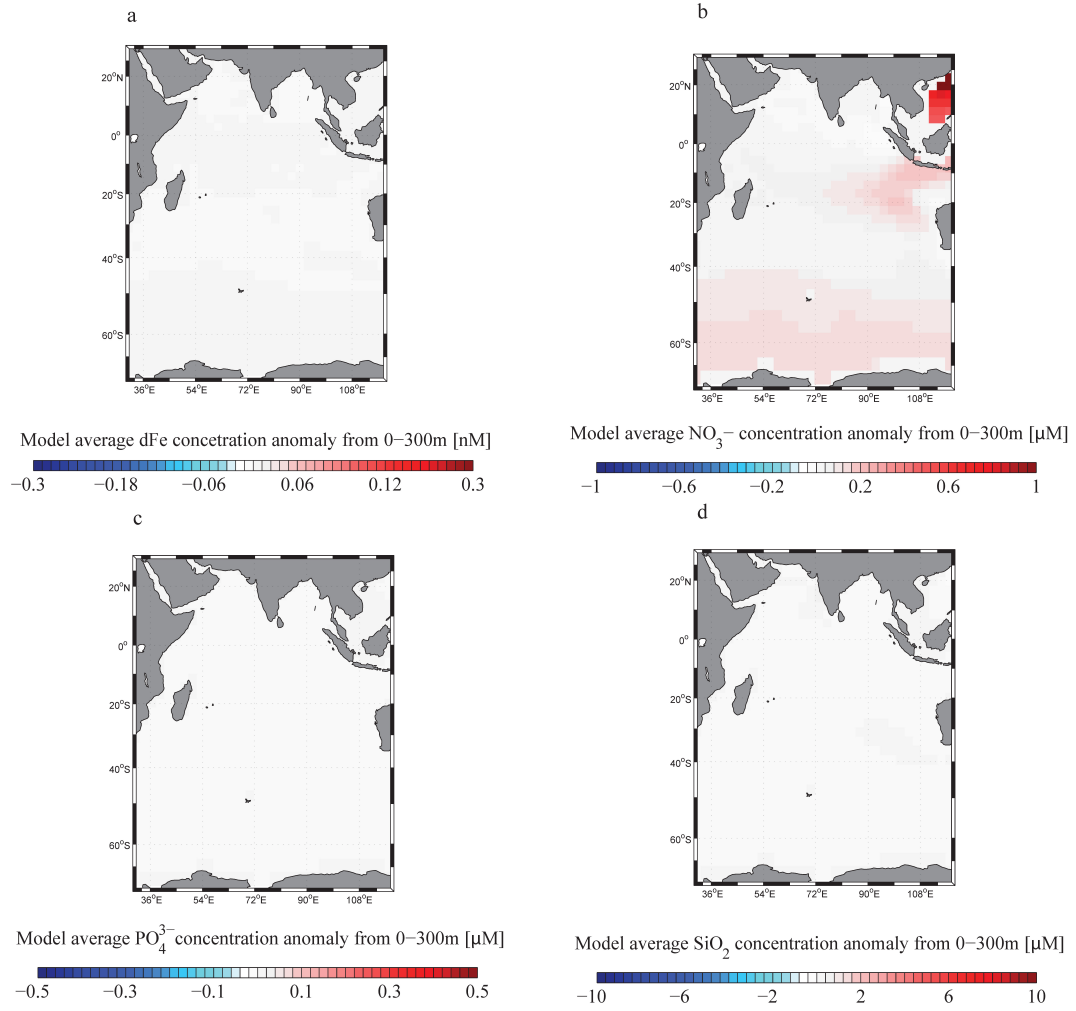 a
20°N
0°
20°S
40°S
60°S
36°E 54°E 72°E 90°E 108°E
Model average dFe concetration anomaly from 0−300m [nM]
−0.3 −0.18 −0.06 0.06 0.12 0.3
b
20°N
0°
20°S
40°S
60°S
36°E 54°E 72°E 90°E 108°E
Model average NO3− concentration anomaly from 0−300m [µM]
−1 −0.6 −0.2 0.2 0.6 1
c
20°N
0°
20°S
40°S
60°S
36°E 54°E 72°E 90°E 108°E
Model average PO4 3− concentration anomaly from 0−300m [µM]
−0.5 −0.3 −0.1 0.1 0.3 0.5
d
20°N
0°
20°S
40°S
60°S
36°E 54°E 72°E 90°E 108°E
Model average SiO2 concentration anomaly from 0−300m [µM]
−10 −6 −2 2 6 10